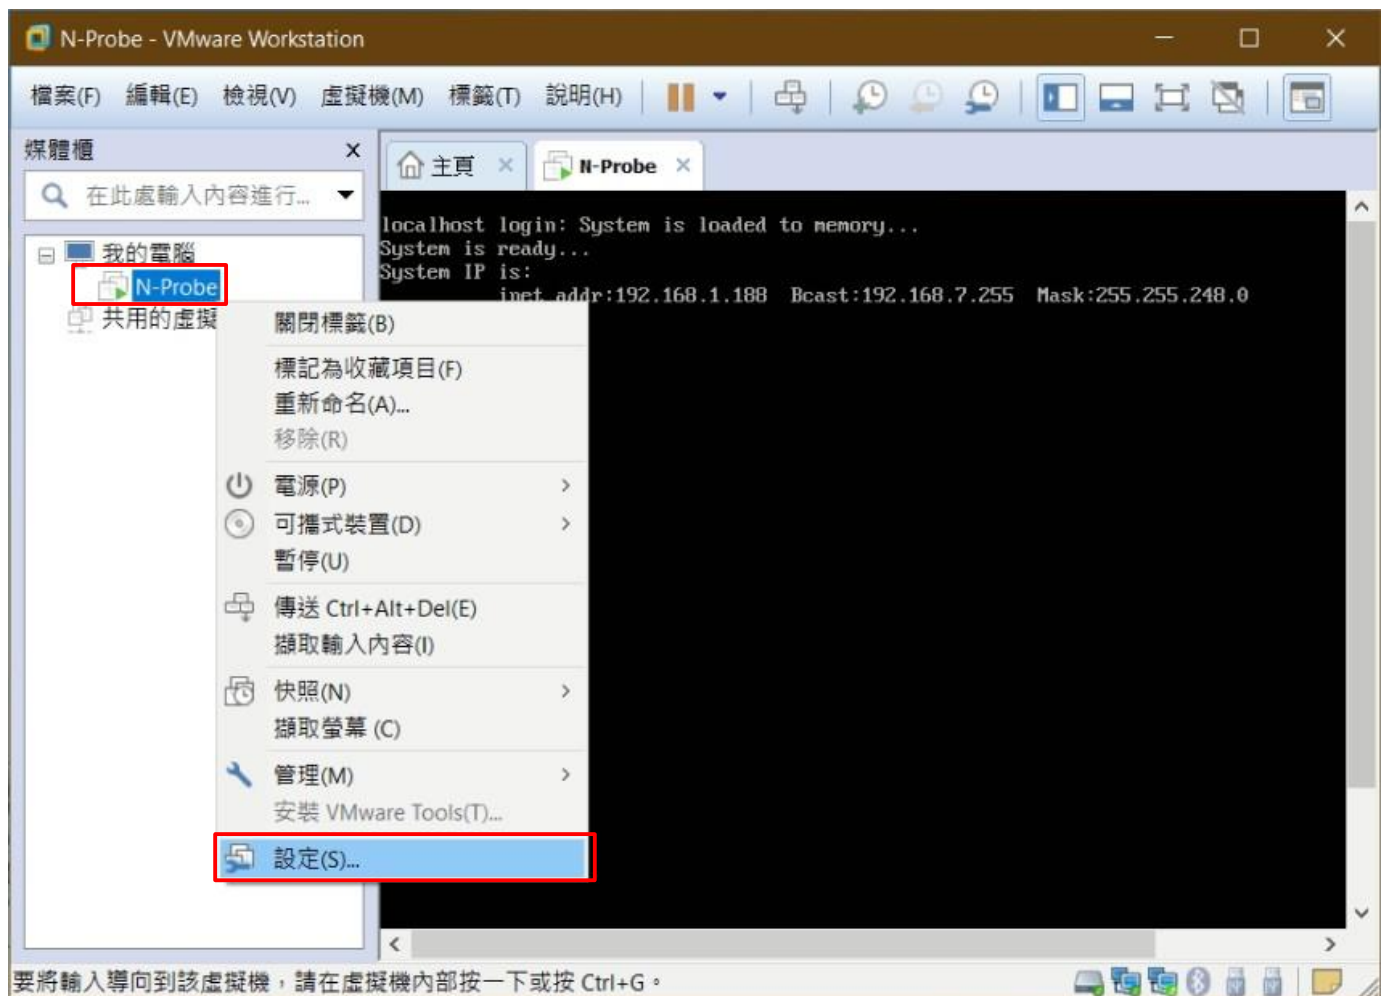 N-Probe - VMware Workstation
檔案(F) 編輯(E) 檢視(V) 虛擬機(M) 標籤(T) 說明(H)
媒體櫃
在此處輸入內容進行...
我的電腦
N-Probe
共用的虛擬
主頁
N-Probe
localhost login: System is loaded to memory...
System is ready...
System IP is:
inet addr:192.168.1.188 Bcast:192.168.7.255 Mask:255.255.248.0
關閉標籤(B)
標記為收藏項目(F)
重新命名(A)...
移除(R)
電源(P)
可攜式裝置(D)
暫停(U)
傳送 Ctrl+Alt+Del(E)
擷取輸入內容(I)
快照(N)
擷取螢幕 (C)
管理(M)
安裝 VMware Tools(T)...
設定(S)...
要將輸入導向到該虛擬機，請在虛擬機內部按一下或按 Ctrl+G。